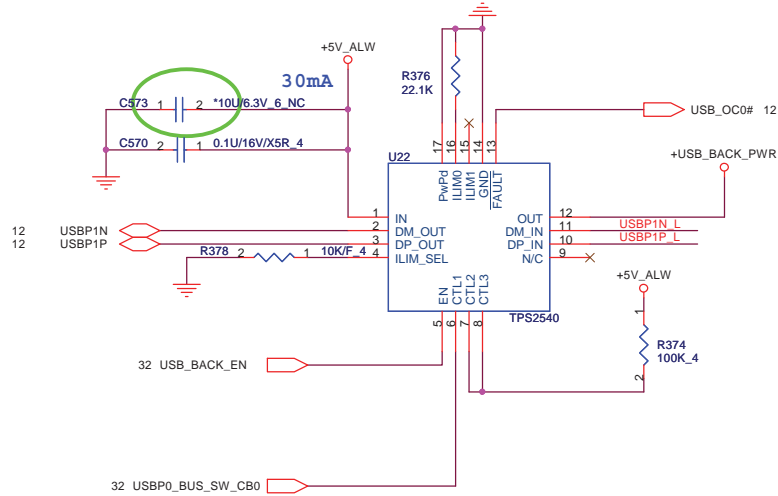 +5V_ALW
30mA
C573 1 2 *10U/6.3V_6_NC
C570 2 1 0.1U/16V/X5R_4
R376
22.1K
USB_OC0# 12
+USB_BACK_PWR
U22
17 16 15 14 13
PwPd ILIM0 ILIM1 GND FAULT
12 USBP1N
12 USBP1P
1 IN
2 DM_OUT
3 DP_OUT
4 ILIM_SEL
OUT 12
DM_IN 11 USBP1N_L
DP_IN 10 USBP1P_L
N/C 9
R378 2 1 10K/F_4
EN CTL1 CTL2 CTL3
5 6 7 8
TPS2540
+5V_ALW
1
R374
100K_4
2
32 USB_BACK_EN
32 USBP0_BUS_SW_CB0